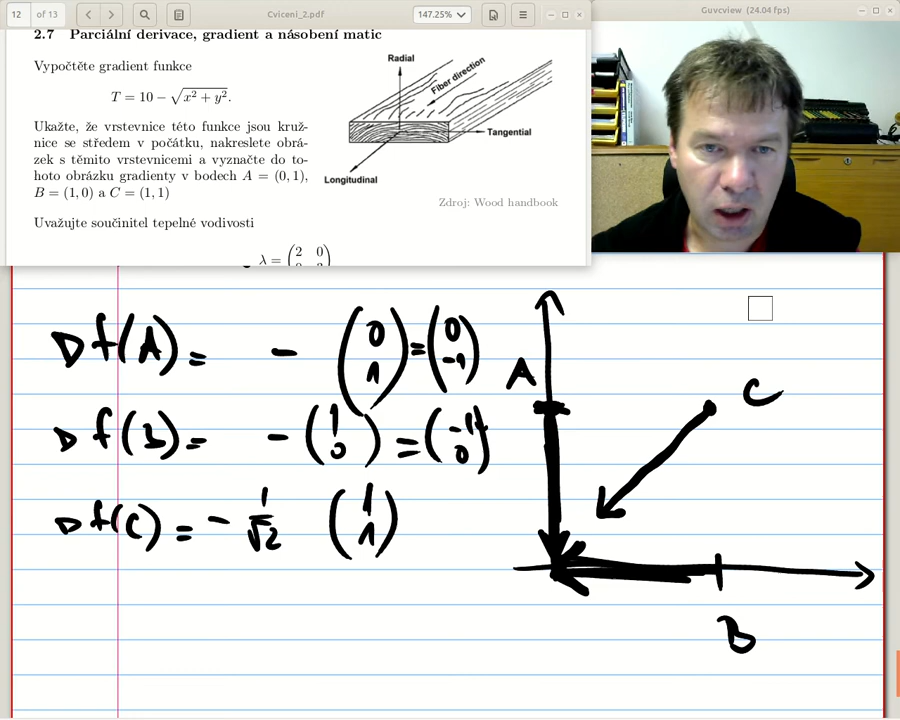 12 of 13
Cviceni_2.pdf
147.25%
Guvcview (24.04 fps)
2.7 Parciální derivace, gradient a násobení matic
Vypočtěte gradient funkce
T = 10 − √(x² + y²).
Ukažte, že vrstevnice této funkce jsou kruž-
nice se středem v počátku, nakreslete obrá-
zek s těmito vrstevnicemi a vyznačte do to-
hoto obrázku gradienty v bodech A = (0, 1),
B = (1, 0) a C = (1, 1)
Uvažujte součinitel tepelné vodivosti
λ = (2 0
Radial
Fiber direction
Tangential
Longitudinal
Zdroj: Wood handbook
∇f(A) = − (0 1) = (0 −1)
∇f(B) = − (1 0) = (−1 0)
∇f(C) = − 1/√2 (1 1)
A
C
B